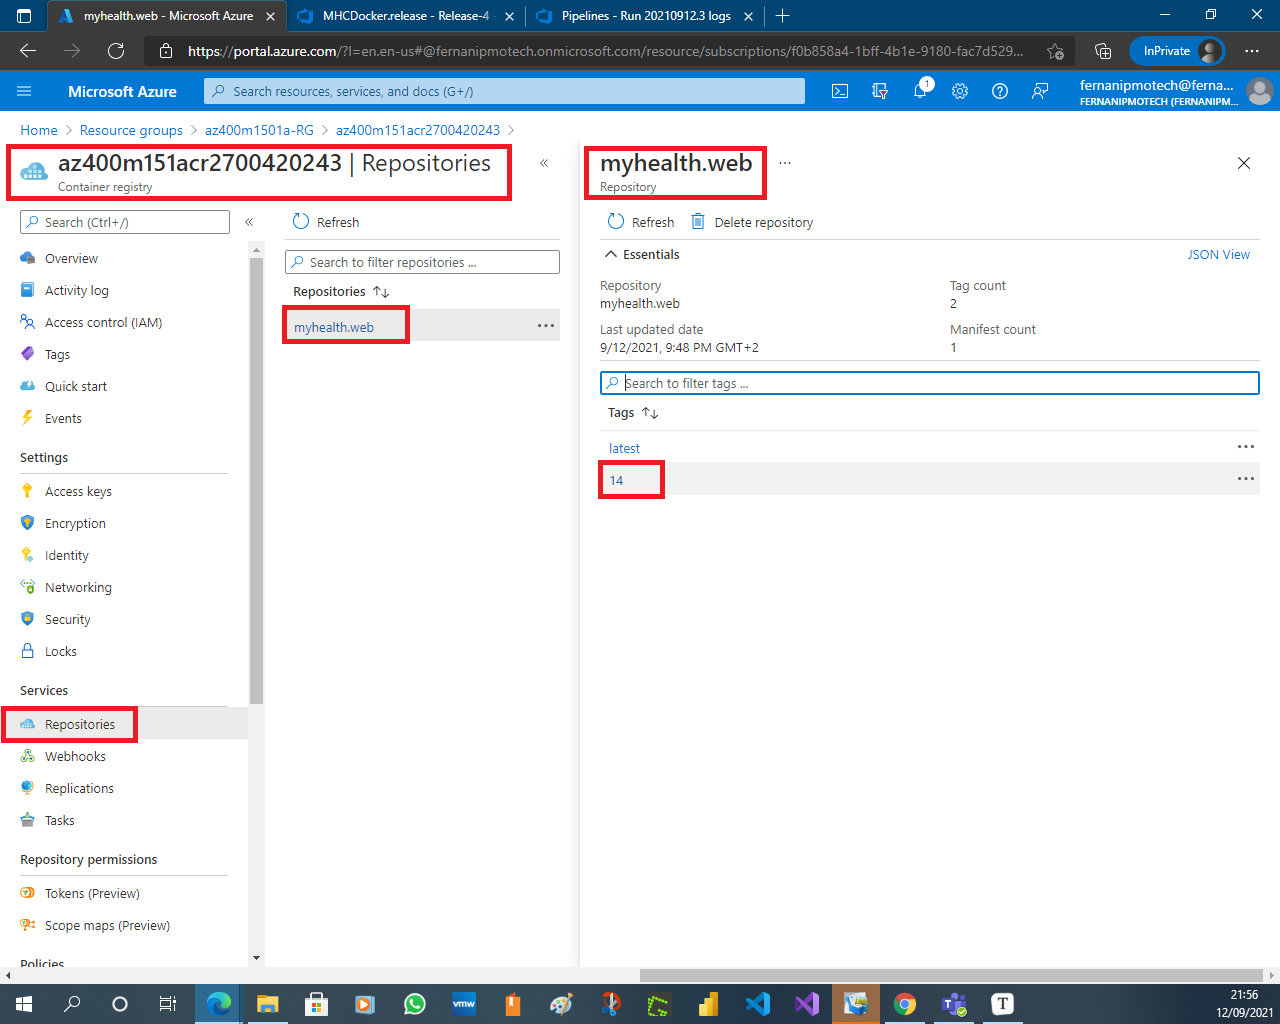 myhealth.web - Microsoft Azure
MHCDocker.release - Release-4 -
Pipelines - Run 20210912.3 logs
https://portal.azure.com/?l=en.en-us#@fernanipmotech.onmicrosoft.com/resource/subscriptions/f0b858a4-1bff-4b1e-9180-fac7d529...
InPrivate
Microsoft Azure
Search resources, services, and docs (G+/)
1
fernanipmotech@ferna...
FERNANIPMOTECH (FERNANIPM...
Home > Resource groups > az400m1501a-RG > az400m151acr2700420243 >
az400m151acr2700420243 | Repositories
Container registry
Search (Ctrl+/)
Overview
Activity log
Access control (IAM)
Tags
Quick start
Events
Settings
Access keys
Encryption
Identity
Networking
Security
Locks
Services
Repositories
Webhooks
Replications
Tasks
Repository permissions
Tokens (Preview)
Scope maps (Preview)
Policies
Refresh
Search to filter repositories ...
Repositories
myhealth.web
myhealth.web
Repository
Refresh
Delete repository
Essentials
JSON View
Repository
myhealth.web
Tag count
2
Last updated date
9/12/2021, 9:48 PM GMT+2
Manifest count
1
Search to filter tags ...
Tags
latest
14
vmw
T
21:56
12/09/2021